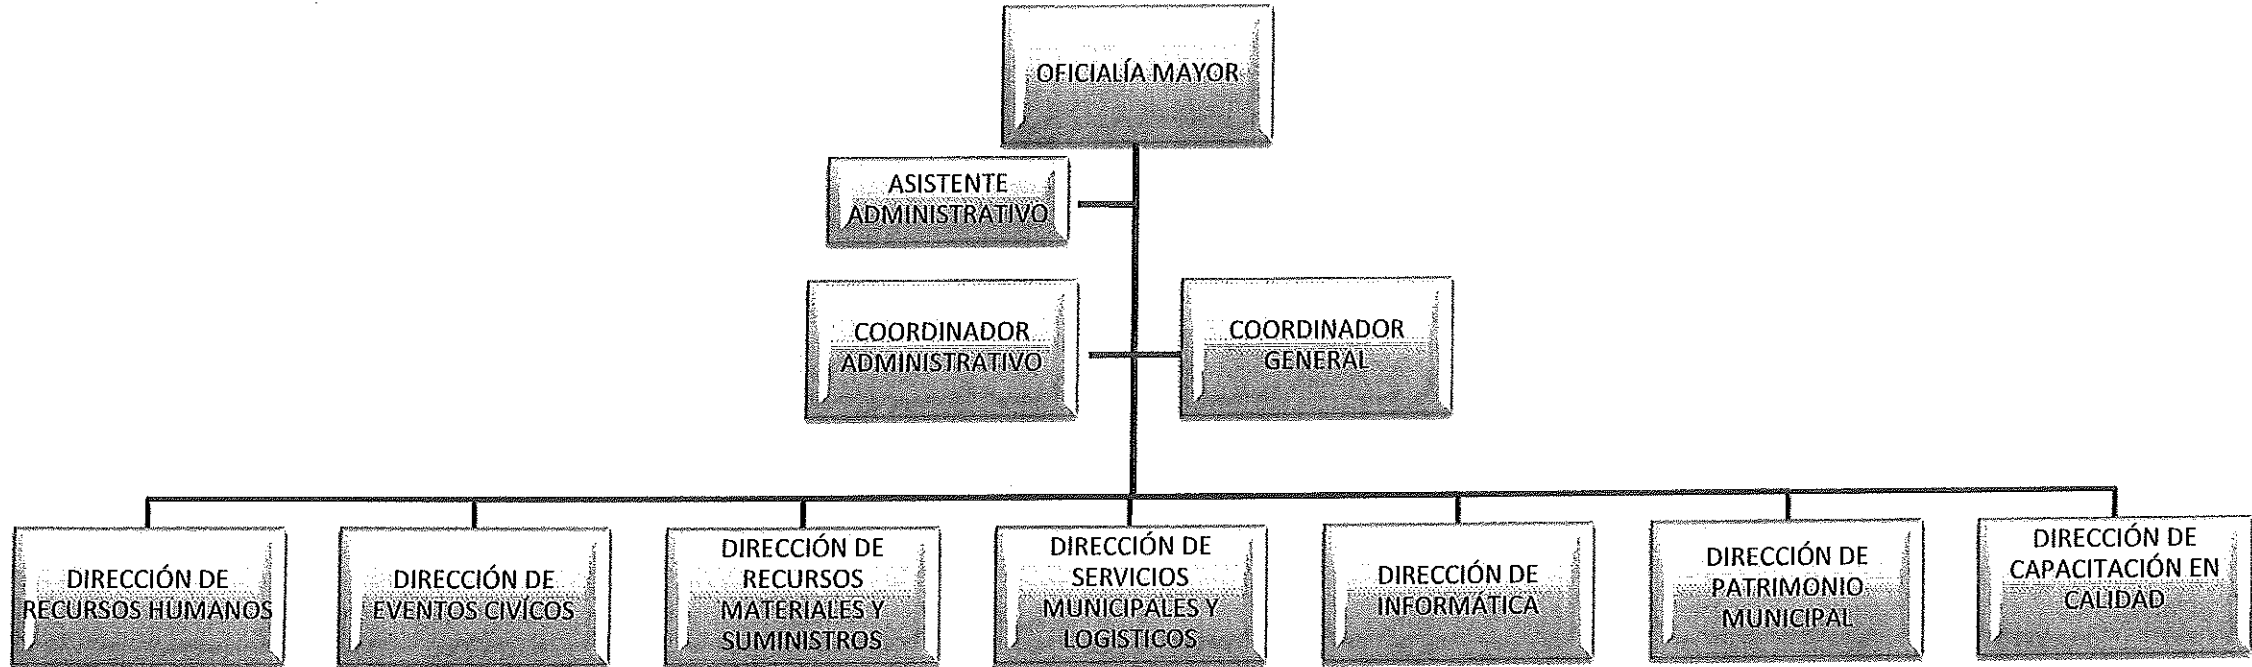 OFICIALÍA MAYOR
ASISTENTE
ADMINISTRATIVO
COORDINADOR
ADMINISTRATIVO
COORDINADOR
GENERAL
DIRECCIÓN DE
RECURSOS HUMANOS
DIRECCIÓN DE
EVENTOS CIVÍCOS
DIRECCIÓN DE
RECURSOS
MATERIALES Y
SUMINISTROS
DIRECCIÓN DE
SERVICIOS
MUNICIPALES Y
LOGISTICOS
DIRECCIÓN DE
INFORMÁTICA
DIRECCIÓN DE
PATRIMONIO
MUNICIPAL
DIRECCIÓN DE
CAPACITACIÓN EN
CALIDAD